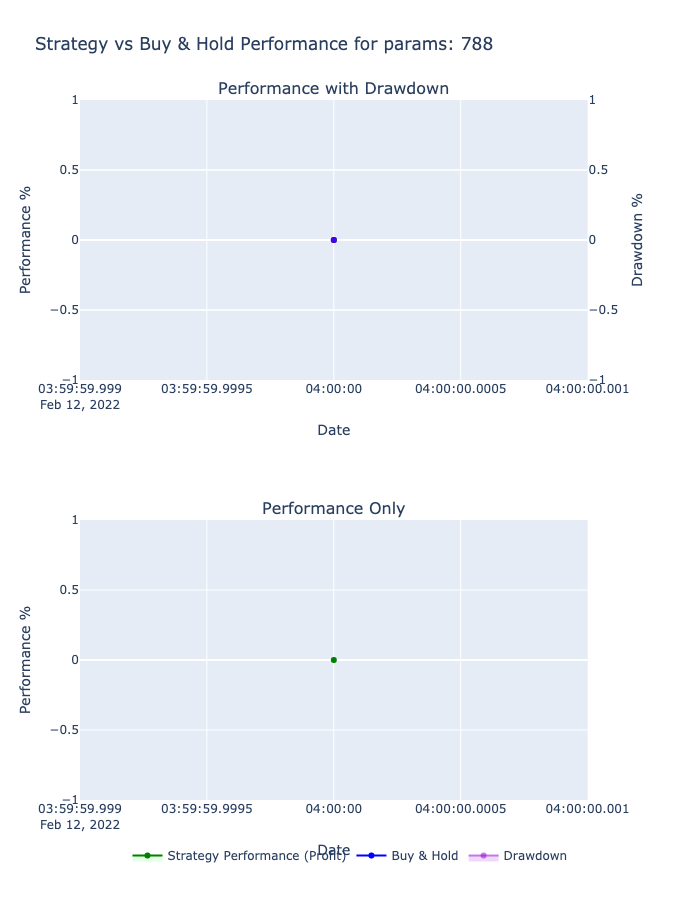 Strategy vs Buy & Hold Performance for params: 788
Performance with Drawdown
1
0.5
0
−0.5
−1
Performance %
1
0.5
0
−0.5
−1
Drawdown %
03:59:59.999
Feb 12, 2022
03:59:59.9995
04:00:00
04:00:00.0005
04:00:00.001
Date
Performance Only
1
0.5
0
−0.5
−1
Performance %
03:59:59.999
Feb 12, 2022
03:59:59.9995
04:00:00
04:00:00.0005
04:00:00.001
Date
Strategy Performance (Profit)
Buy & Hold
Drawdown